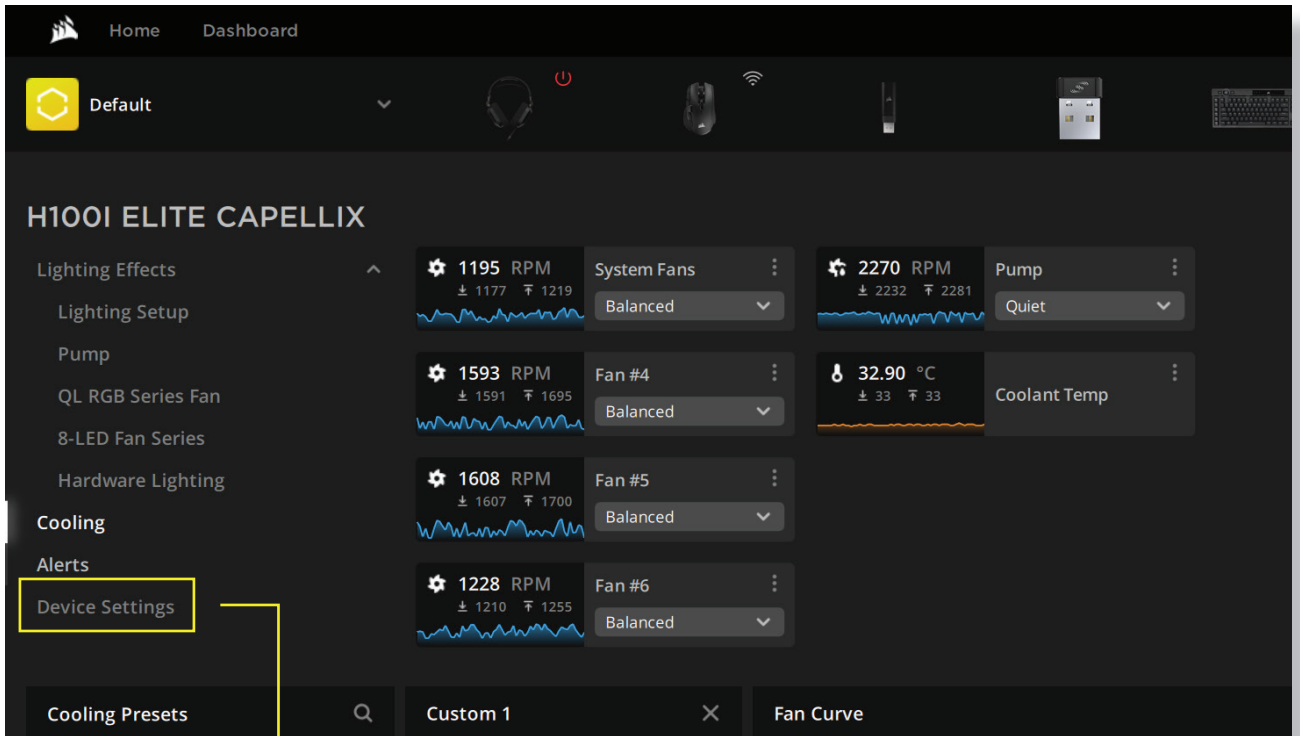 Home Dashboard
Default
H100I ELITE CAPELLIX
Lighting Effects
Lighting Setup
Pump
QL RGB Series Fan
8-LED Fan Series
Hardware Lighting
Cooling
Alerts
Device Settings
1195 RPM
1177 1219
System Fans
Balanced
2270 RPM
2232 2281
Pump
Quiet
1593 RPM
1591 1695
Fan #4
Balanced
32.90 °C
33 33
Coolant Temp
1608 RPM
1607 1700
Fan #5
Balanced
1228 RPM
1210 1255
Fan #6
Balanced
Cooling Presets
Custom 1
Fan Curve